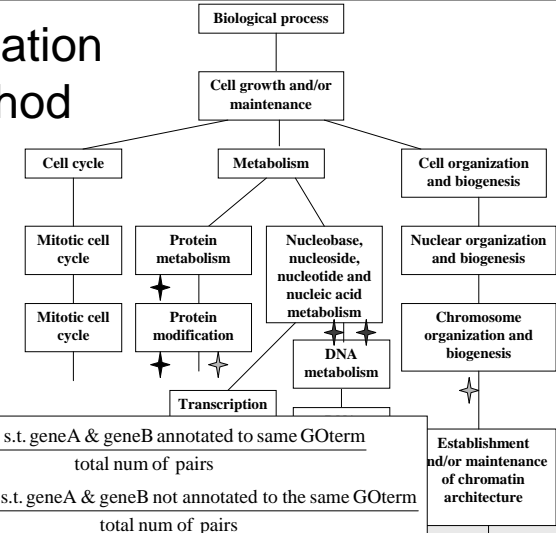 Biological process
Cell growth and/or
maintenance
Cell cycle
Metabolism
Cell organization
and biogenesis
Mitotic cell
cycle
Protein
metabolism
Nucleobase,
nucleoside,
nucleotide and
nucleic acid
metabolism
Nuclear organization
and biogenesis
Mitotic cell
cycle
Protein
modification
Chromosome
organization and
biogenesis
DNA
metabolism
Transcription
s.t. geneA & geneB annotated to same GOterm
total num of pairs
s.t. geneA & geneB not annotated to the same GOterm
total num of pairs
Establishment
nd/or maintenance
of chromatin
architecture